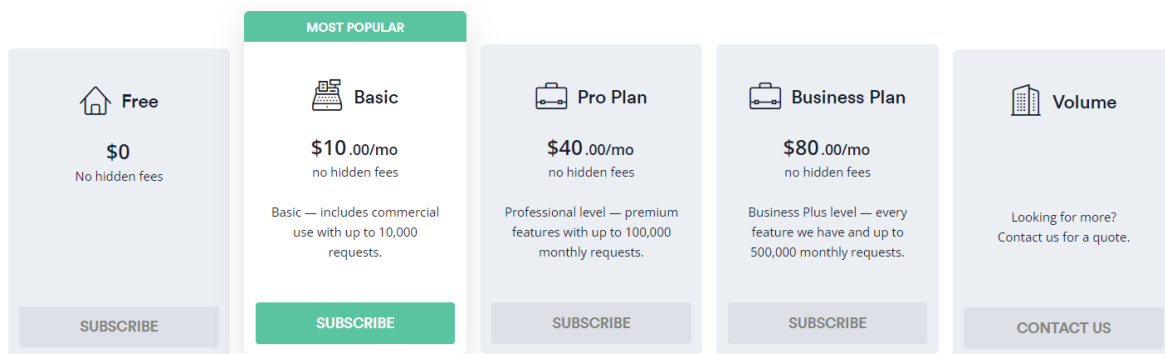 MOST POPULAR
Free
$0
No hidden fees
SUBSCRIBE
Basic
$10.00/mo
no hidden fees
Basic — includes commercial
use with up to 10,000
requests.
SUBSCRIBE
Pro Plan
$40.00/mo
no hidden fees
Professional level — premium
features with up to 100,000
monthly requests.
SUBSCRIBE
Business Plan
$80.00/mo
no hidden fees
Business Plus level — every
feature we have and up to
500,000 monthly requests.
SUBSCRIBE
Volume
Looking for more?
Contact us for a quote.
CONTACT US